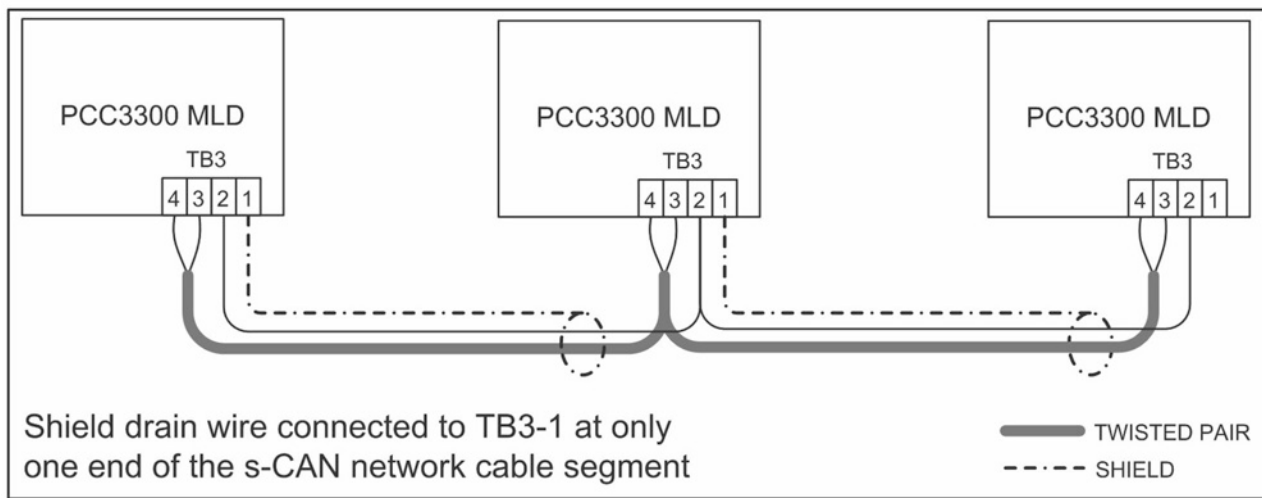 PCC3300 MLD
TB3
4 3 2 1
PCC3300 MLD
TB3
4 3 2 1
PCC3300 MLD
TB3
4 3 2 1
Shield drain wire connected to TB3-1 at only
one end of the s-CAN network cable segment
TWISTED PAIR
SHIELD